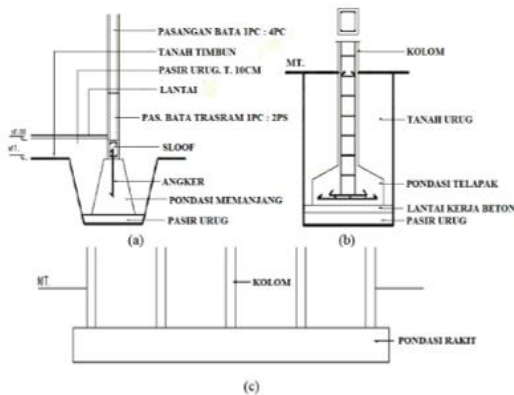 PASANGAN BATA 1PC : 4PC
TANAH TIMBUN
PASIR URUG. T. 10CM
LANTAI
PAS. BATA TRASRAM 1PC : 2PS
MT.
SLOOF
ANGKER
PONDASI MEMANJANG
PASIR URUG
(a)
KOLOM
MT.
TANAH URUG
PONDASI TELAPAK
LANTAI KERJA BETON
PASIR URUG
(b)
MT.
KOLOM
PONDASI RAKIT
(c)